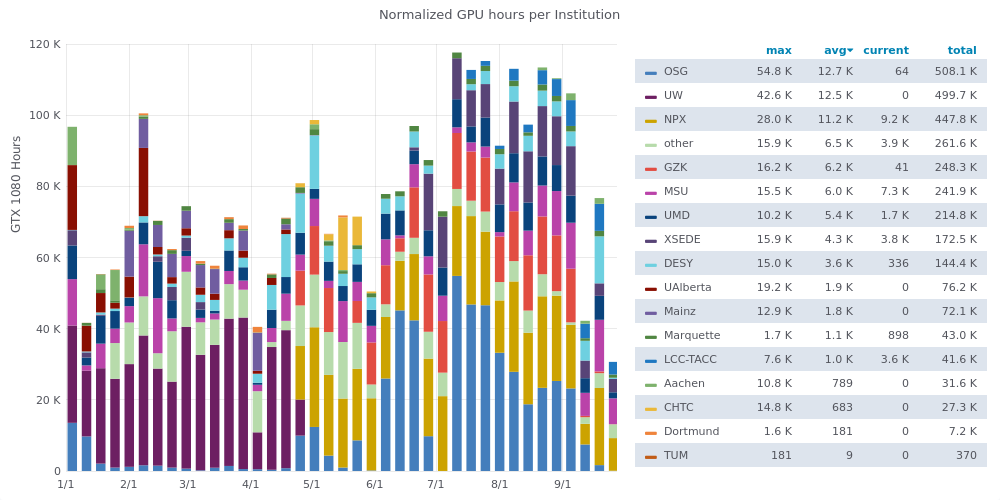 Normalized GPU hours per Institution
GTX 1080 Hours
120 K
100 K
80 K
60 K
40 K
20 K
0
1/1 2/1 3/1 4/1 5/1 6/1 7/1 8/1 9/1
max avg current total
OSG 54.8 K 12.7 K 64 508.1 K
UW 42.6 K 12.5 K 0 499.7 K
NPX 28.0 K 11.2 K 9.2 K 447.8 K
other 15.9 K 6.5 K 3.9 K 261.6 K
GZK 16.2 K 6.2 K 41 248.3 K
MSU 15.5 K 6.0 K 7.3 K 241.9 K
UMD 10.2 K 5.4 K 1.7 K 214.8 K
XSEDE 15.9 K 4.3 K 3.8 K 172.5 K
DESY 15.0 K 3.6 K 336 144.4 K
UAlberta 19.2 K 1.9 K 0 76.2 K
Mainz 12.9 K 1.8 K 0 72.1 K
Marquette 1.7 K 1.1 K 898 43.0 K
LCC-TACC 7.6 K 1.0 K 3.6 K 41.6 K
Aachen 10.8 K 789 0 31.6 K
CHTC 14.8 K 683 0 27.3 K
Dortmund 1.6 K 181 0 7.2 K
TUM 181 9 0 370